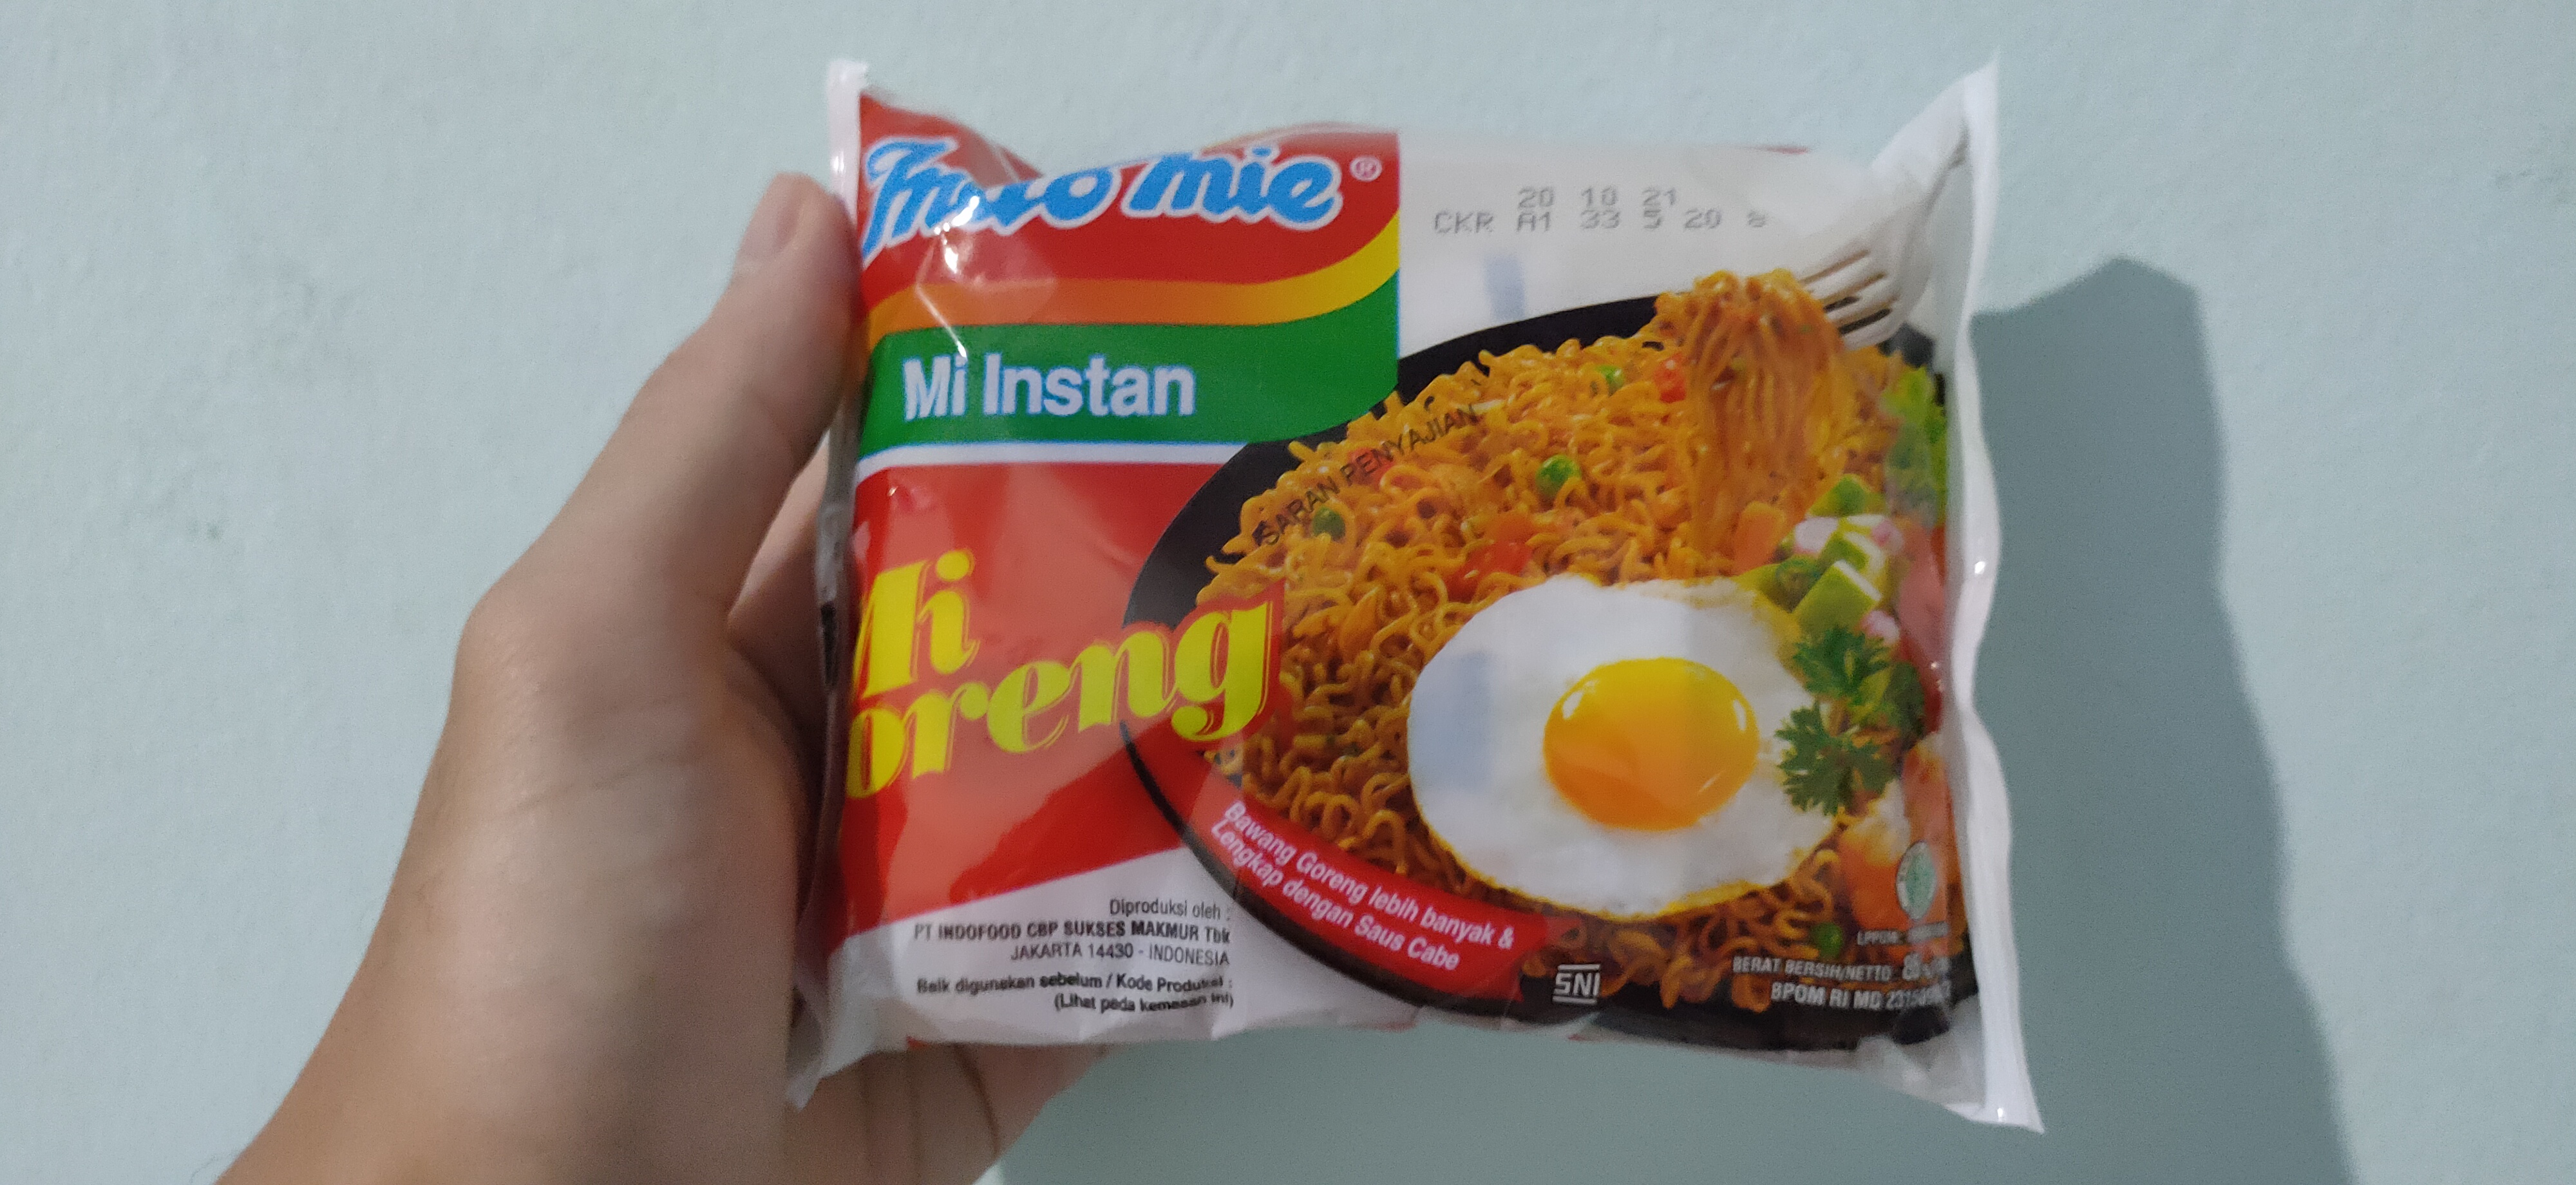 Indomie®
20 10 21
CKR A1 33 5 20
Mi Instan
SARAN PENYAJIAN
Mi
oreng
Bawang Goreng lebih banyak &
Lengkap dengan Saus Cabe
Diproduksi oleh :
PT INDOFOOD CBP SUKSES MAKMUR Tbk
JAKARTA 14430 - INDONESIA
Baik digunakan sebelum / Kode Produksi :
(Lihat pada kemasan ini)
SNI
BERAT BERSIH/NETTO
BPOM RI MD